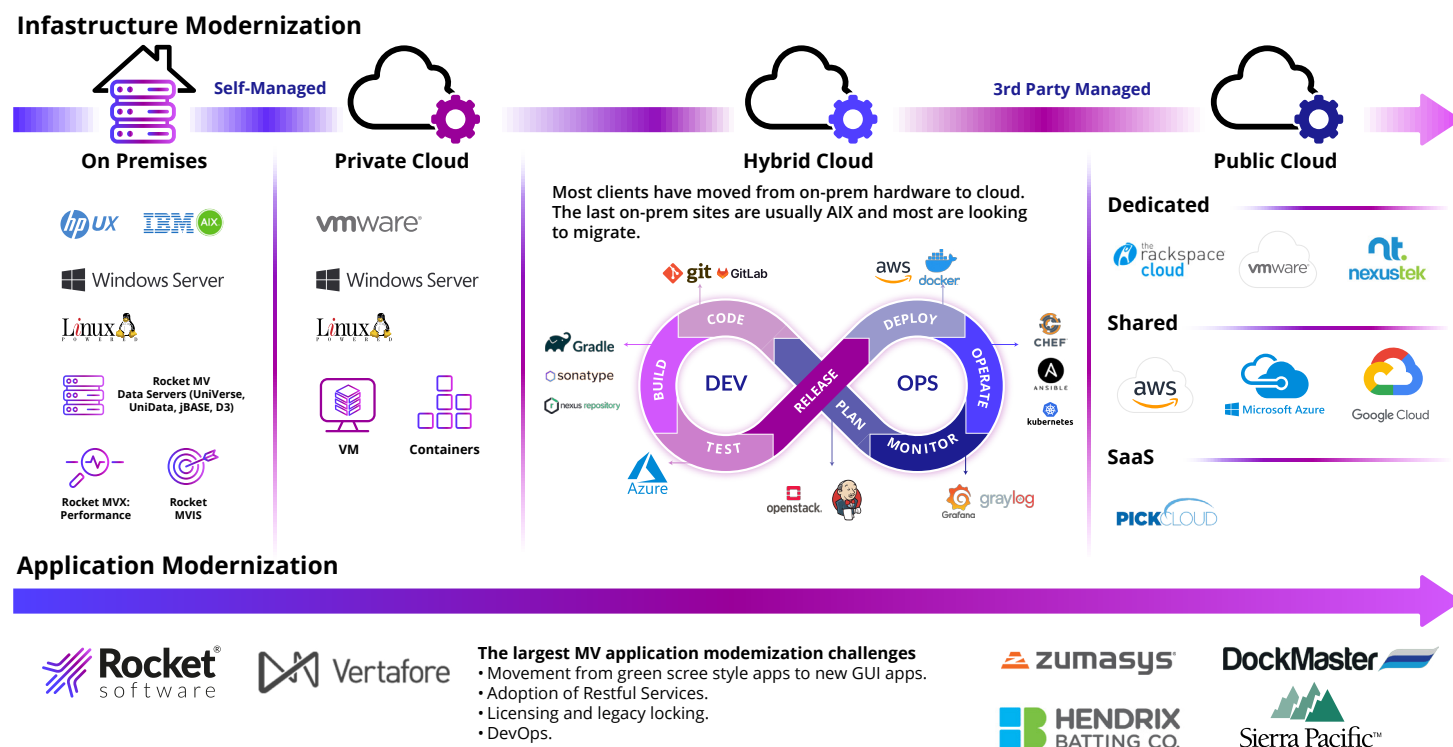 Infastructure Modernization
Self-Managed
3rd Party Managed
On Premises
Private Cloud
Hybrid Cloud
Public Cloud
hp UX
IBM AIX
Windows Server
Linux
POWERED
Rocket MV
Data Servers (UniVerse,
UniData, jBASE, D3)
Rocket MVX:
Performance
Rocket
MVIS
vmware®
Windows Server
Linux
POWERED
VM
Containers
Most clients have moved from on-prem hardware to cloud.
The last on-prem sites are usually AIX and most are looking
to migrate.
git
GitLab
aws
docker
Gradle
sonatype
nexus repository
CODE
BUILD
TEST
RELEASE
PLAN
DEPLOY
OPERATE
MONITOR
DEV
OPS
CHEF
ANSIBLE
kubernetes
Azure
openstack.
Grafana
graylog
Dedicated
the
rackspace
cloud
vmware
nt.
nexustek
Shared
aws
Microsoft Azure
Google Cloud
SaaS
PICKCLOUD
Application Modernization
Rocket®
software
Vertafore
The largest MV application modemization challenges
• Movement from green scree style apps to new GUI apps.
• Adoption of Restful Services.
• Licensing and legacy locking.
• DevOps.
zumasys
DockMaster
HENDRIX
BATTING CO.
Sierra Pacific™